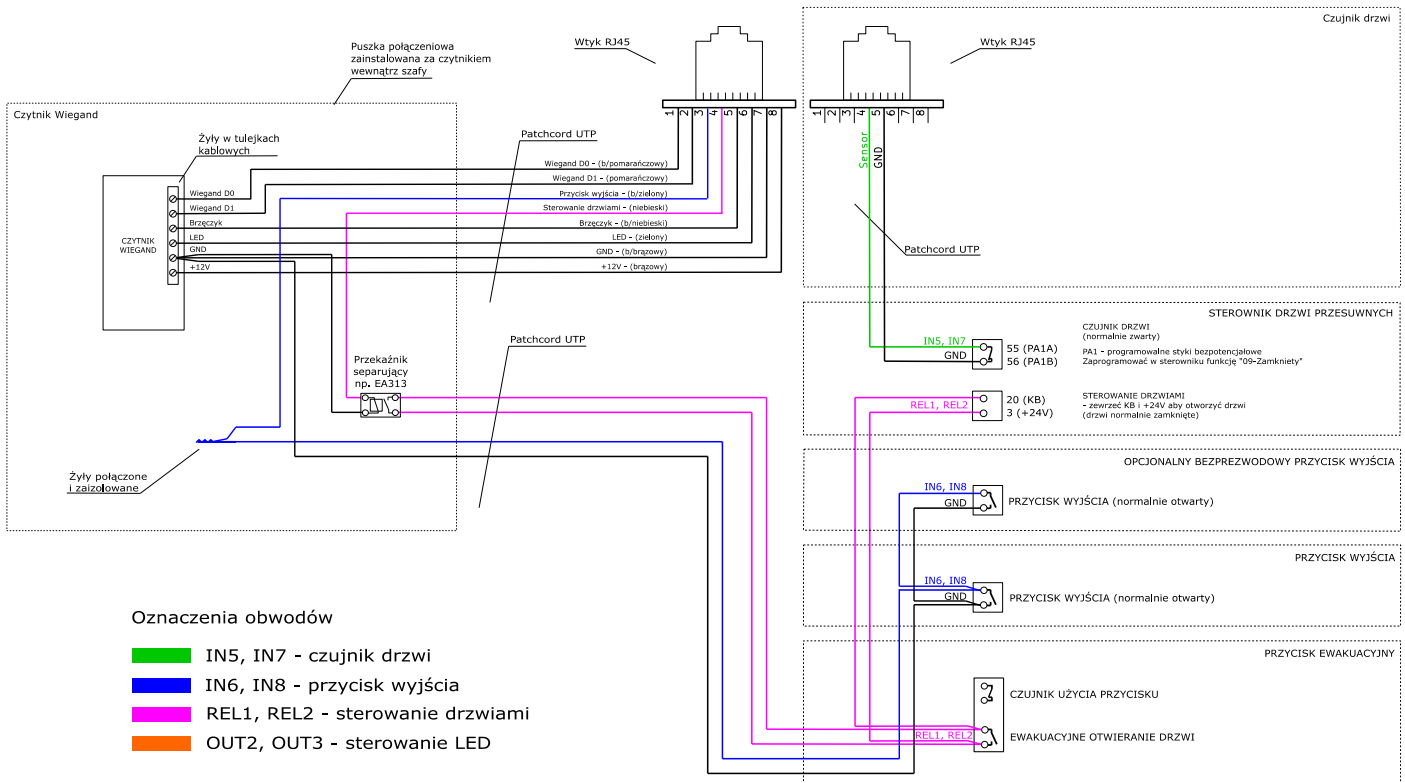 Czujnik drzwi
Wtyk RJ45
Wtyk RJ45
Puszka połączeniowa
zainstalowana za czytnikiem
wewnątrz szafy
Czytnik Wiegand
1
2
3
4
5
6
7
8
1
2
3
4
5
6
7
8
Żyły w tulejkach
kablowych
Patchcord UTP
Sensor
GND
Wiegand D0 - (b/pomarańczowy)
Wiegand D1 - (pomarańczowy)
Przycisk wyjścia - (b/zielony)
Sterowanie drzwiami - (niebieski)
Brzęczyk - (b/niebieski)
LED - (zielony)
GND - (b/brązowy)
+12V - (brązowy)
Wiegand D0
Wiegand D1
Brzęczyk
LED
GND
+12V
CZYTNIK
WIEGAND
Patchcord UTP
STEROWNIK DRZWI PRZESUWNYCH
IN5, IN7
GND
55 (PA1A)
56 (PA1B)
CZUJNIK DRZWI
(normalnie zwarty)
PA1 - programowalne styki bezpotencjałowe
Zaprogramować w sterowniku funkcję "09-Zamkniety"
Patchcord UTP
Przekaźnik
separujący
np. EA313
REL1, REL2
20 (KB)
3 (+24V)
STEROWANIE DRZWIAMI
- zewrzeć KB i +24V aby otworzyć drzwi
(drzwi normalnie zamknięte)
Żyły połączone
i zaizolowane
OPCJONALNY BEZPRZEWODOWY PRZYCISK WYJŚCIA
IN6, IN8
GND
PRZYCISK WYJŚCIA (normalnie otwarty)
PRZYCISK WYJŚCIA
IN6, IN8
GND
PRZYCISK WYJŚCIA (normalnie otwarty)
PRZYCISK EWAKUACYJNY
CZUJNIK UŻYCIA PRZYCISKU
REL1, REL2
EWAKUACYJNE OTWIERANIE DRZWI
Oznaczenia obwodów
IN5, IN7 - czujnik drzwi
IN6, IN8 - przycisk wyjścia
REL1, REL2 - sterowanie drzwiami
OUT2, OUT3 - sterowanie LED